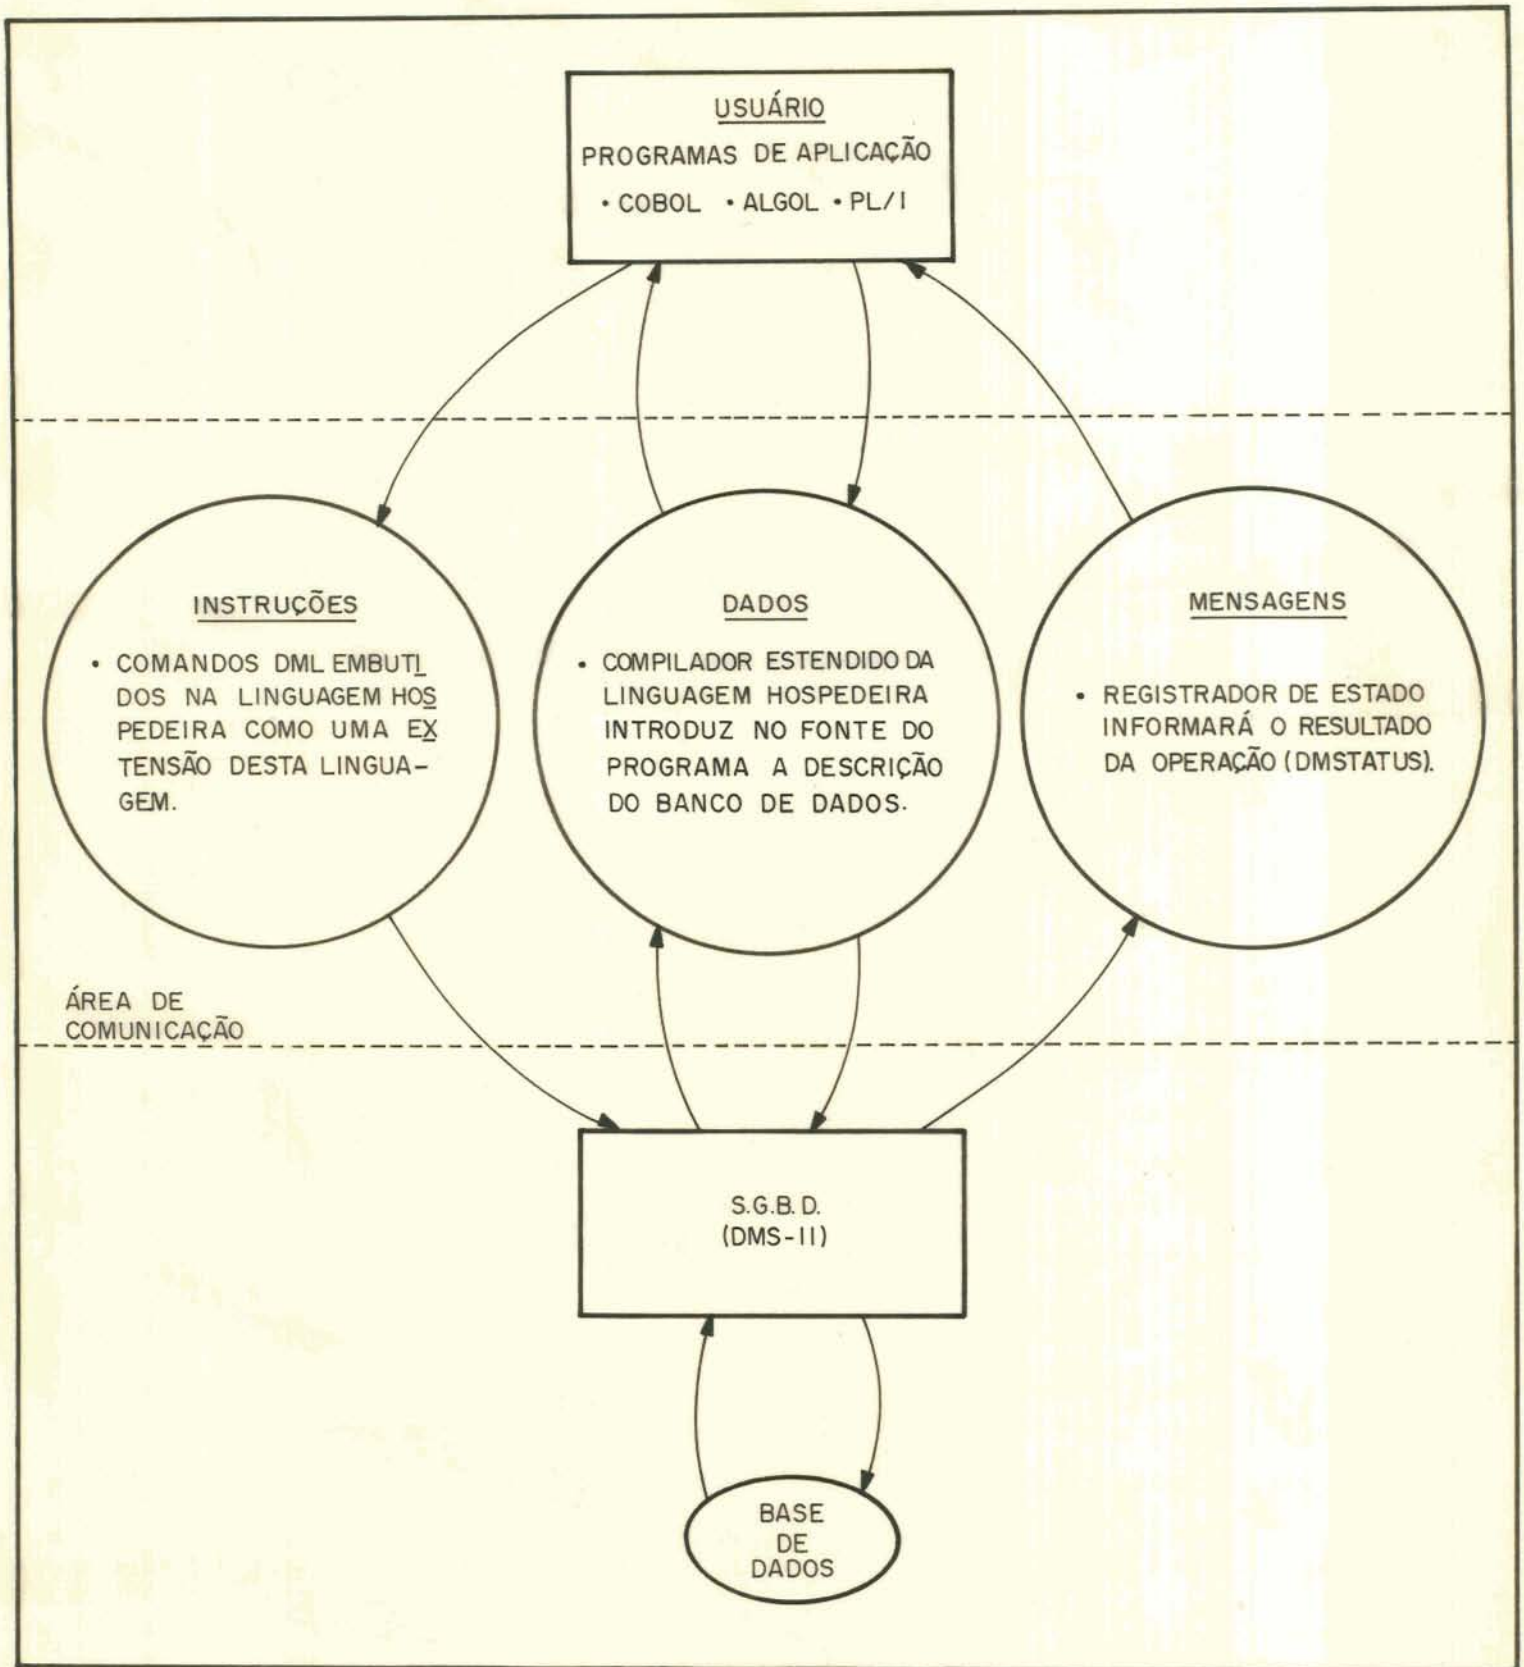 USUÁRIO
PROGRAMAS DE APLICAÇÃO
• COBOL • ALGOL • PL/I
INSTRUÇÕES
• COMANDOS DML EMBUTI
DOS NA LINGUAGEM HOS
PEDEIRA COMO UMA EX
TENSÃO DESTA LINGUA-
GEM.
DADOS
• COMPILADOR ESTENDIDO DA
LINGUAGEM HOSPEDEIRA
INTRODUZ NO FONTE DO
PROGRAMA A DESCRIÇÃO
DO BANCO DE DADOS.
MENSAGENS
• REGISTRADOR DE ESTADO
INFORMARÁ O RESULTADO
DA OPERAÇÃO (DMSTATUS).
ÁREA DE
COMUNICAÇÃO
S.G.B.D.
(DMS-II)
BASE
DE
DADOS